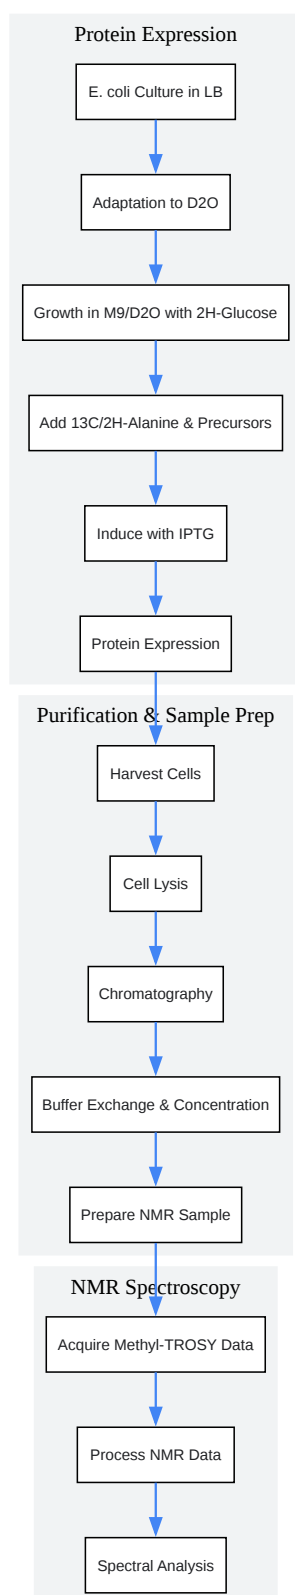 Protein Expression
E. coli Culture in LB
Adaptation to D2O
Growth in M9/D2O with 2H-Glucose
Add 13C/2H-Alanine & Precursors
Induce with IPTG
Protein Expression
Purification & Sample Prep
Harvest Cells
Cell Lysis
Chromatography
Buffer Exchange & Concentration
Prepare NMR Sample
NMR Spectroscopy
Acquire Methyl-TROSY Data
Process NMR Data
Spectral Analysis